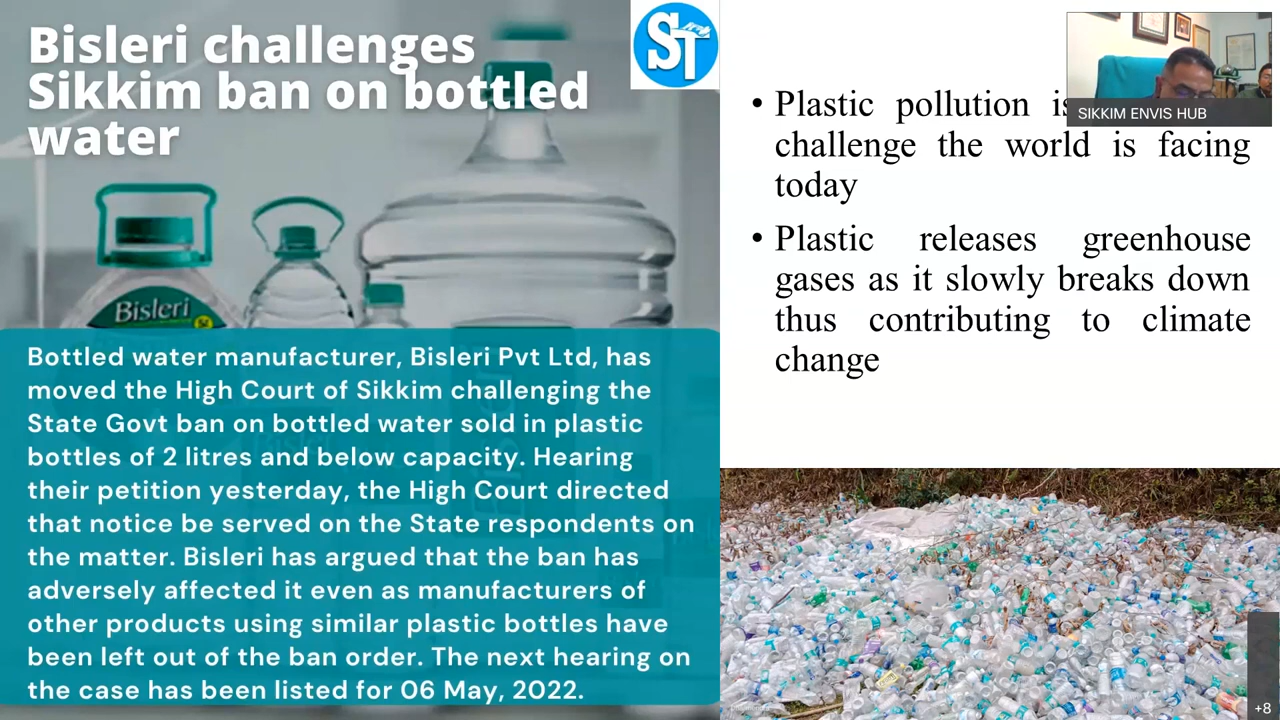 Bisleri challenges
Sikkim ban on bottled
water
ST
Bisleri
Bottled water manufacturer, Bisleri Pvt Ltd, has
moved the High Court of Sikkim challenging the
State Govt ban on bottled water sold in plastic
bottles of 2 litres and below capacity. Hearing
their petition yesterday, the High Court directed
that notice be served on the State respondents on
the matter. Bisleri has argued that the ban has
adversely affected it even as manufacturers of
other products using similar plastic bottles have
been left out of the ban order. The next hearing on
the case has been listed for 06 May, 2022.
• Plastic pollution is
challenge the world is facing
today
• Plastic releases greenhouse
gases as it slowly breaks down
thus contributing to climate
change
SIKKIM ENVIS HUB
+8